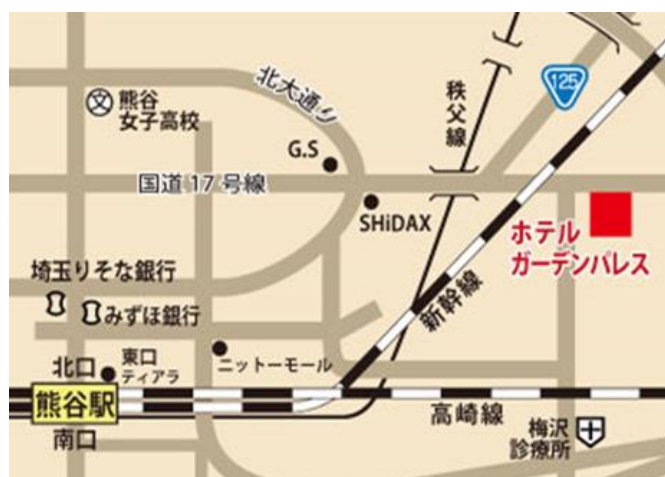 125
北大通り
熊谷
女子高校
秩父線
G.S
国道17号線
SHiDAX
ホテル
ガーデンパレス
埼玉りそな銀行
みずほ銀行
新幹線
北口
東口
ティアラ
ニットーモール
熊谷駅
高崎線
南口
梅沢
診療所
文